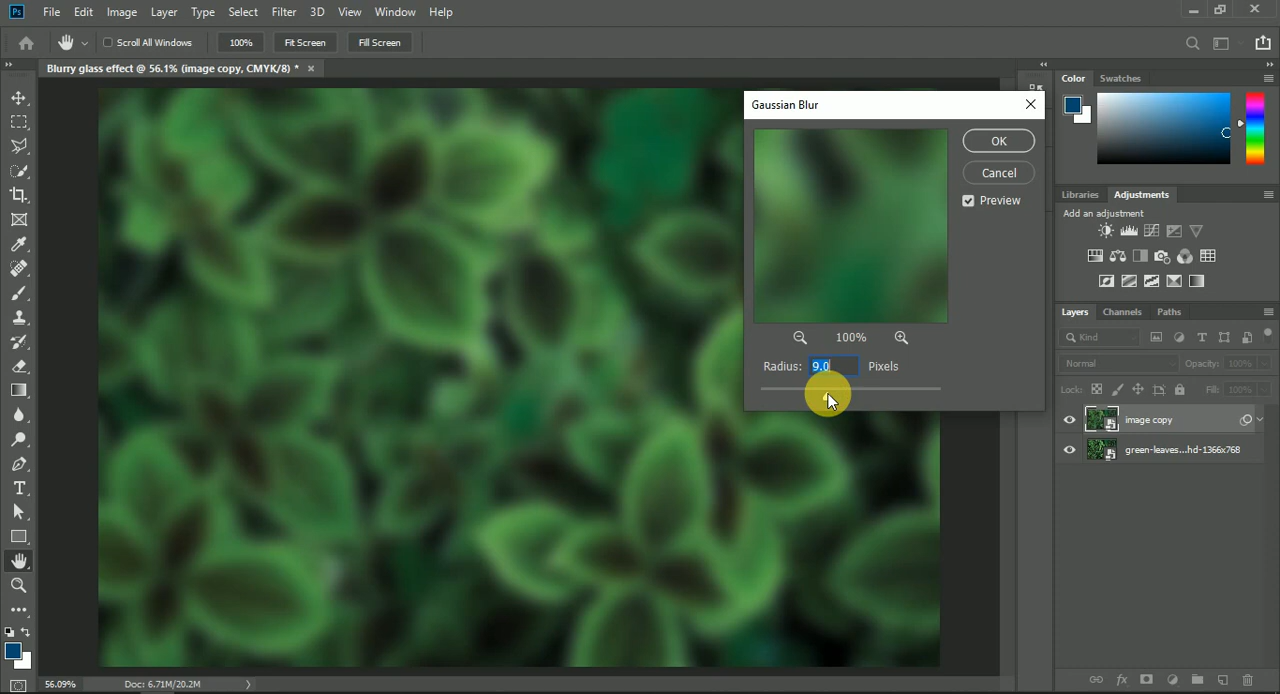 Ps File Edit Image Layer Type Select Filter 3D View Window Help
Scroll All Windows 100% Fit Screen Fill Screen
Blurry glass effect @ 56.1% (image copy, CMYK/8) *
Color Swatches
Gaussian Blur
OK
Cancel
Preview
Libraries Adjustments
Add an adjustment
Layers Channels Paths
Kind
100%
Normal Opacity: 100%
Radius: 9.0 Pixels
Lock: Fill: 100%
image copy
green-leaves...hd-1366x768
T
56.09% Doc: 6.71M/20.2M
fx